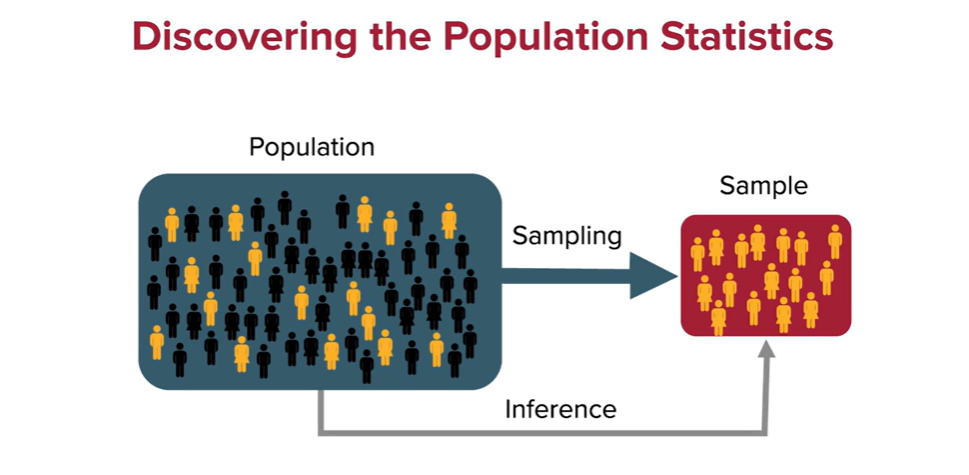 Discovering the Population Statistics
Population
Sample
Sampling
Inference